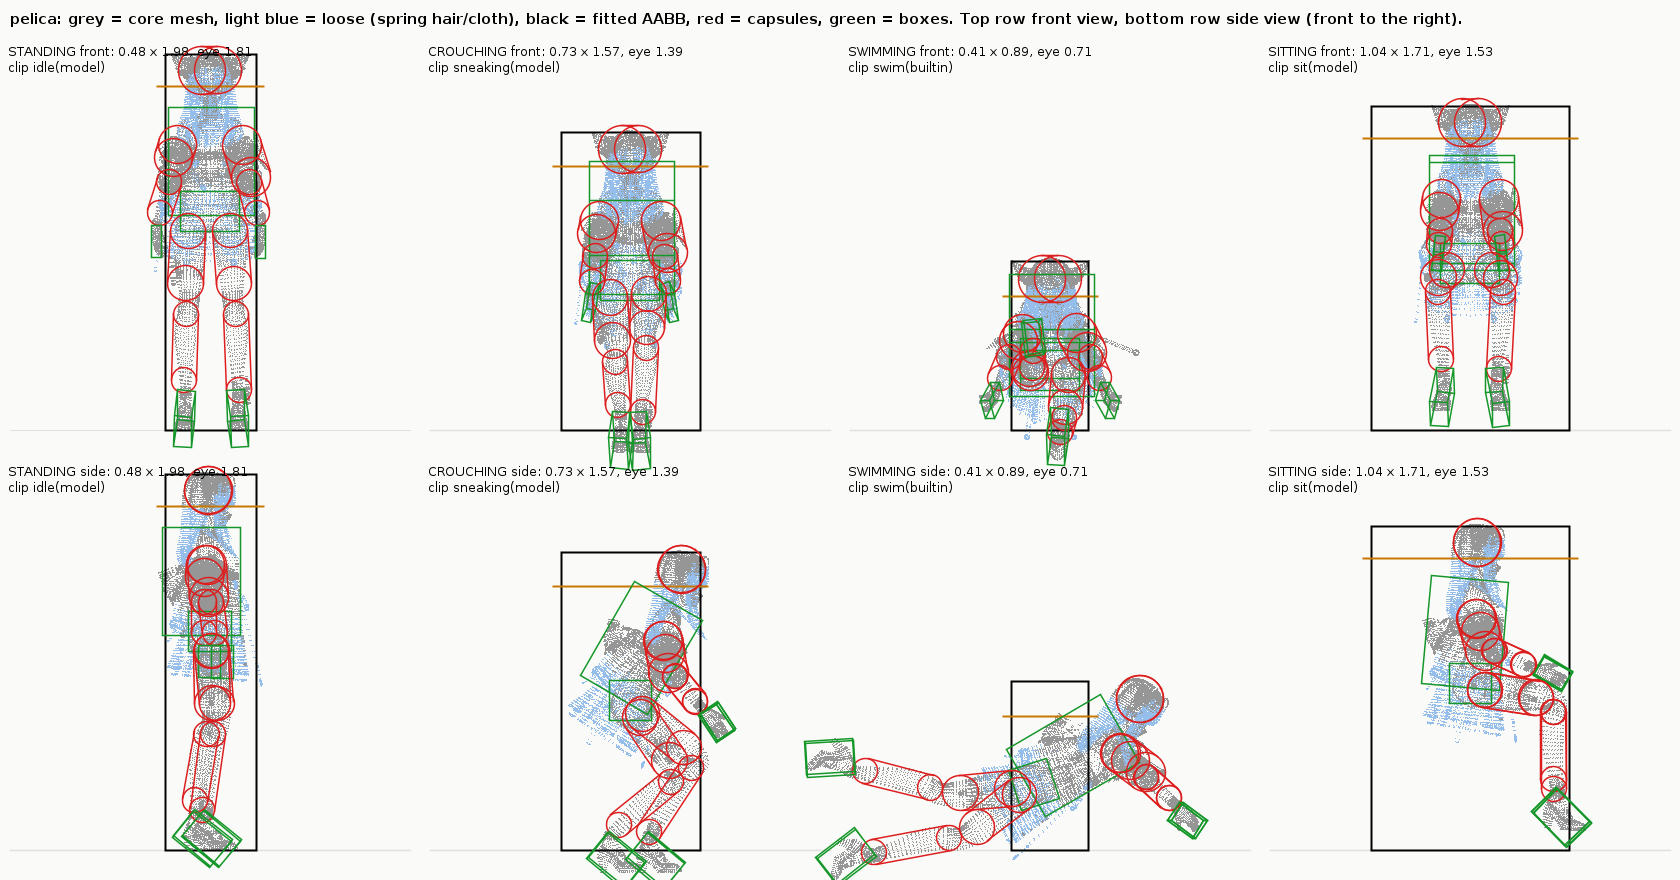 pelica: grey = core mesh, light blue = loose (spring hair/cloth), black = fitted AABB, red = capsules, green = boxes. Top row front view, bottom row side view (front to the right).
STANDING front: 0.48 x 1.98, eye 1.81
clip idle(model)
CROUCHING front: 0.73 x 1.57, eye 1.39
clip sneaking(model)
SWIMMING front: 0.41 x 0.89, eye 0.71
clip swim(builtin)
SITTING front: 1.04 x 1.71, eye 1.53
clip sit(model)
STANDING side: 0.48 x 1.98, eye 1.81
clip idle(model)
CROUCHING side: 0.73 x 1.57, eye 1.39
clip sneaking(model)
SWIMMING side: 0.41 x 0.89, eye 0.71
clip swim(builtin)
SITTING side: 1.04 x 1.71, eye 1.53
clip sit(model)